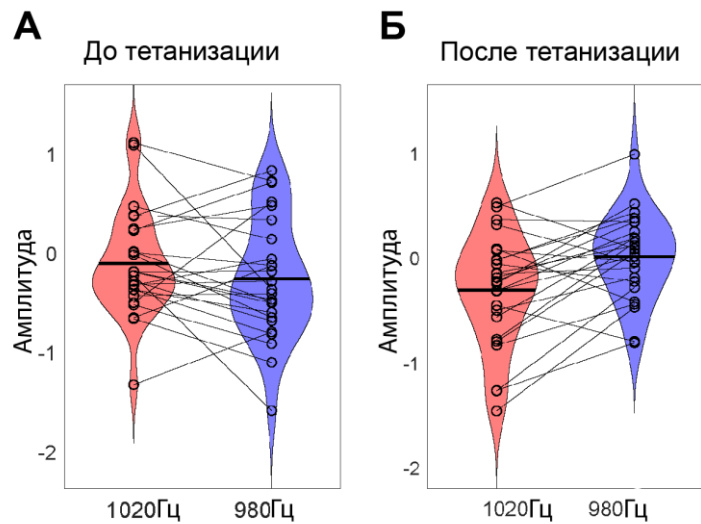 А
До тетанизации
Амплитуда
1
0
-1
-2
1020Гц
980Гц
Б
После тетанизации
Амплитуда
1
0
-1
-2
1020Гц
980Гц